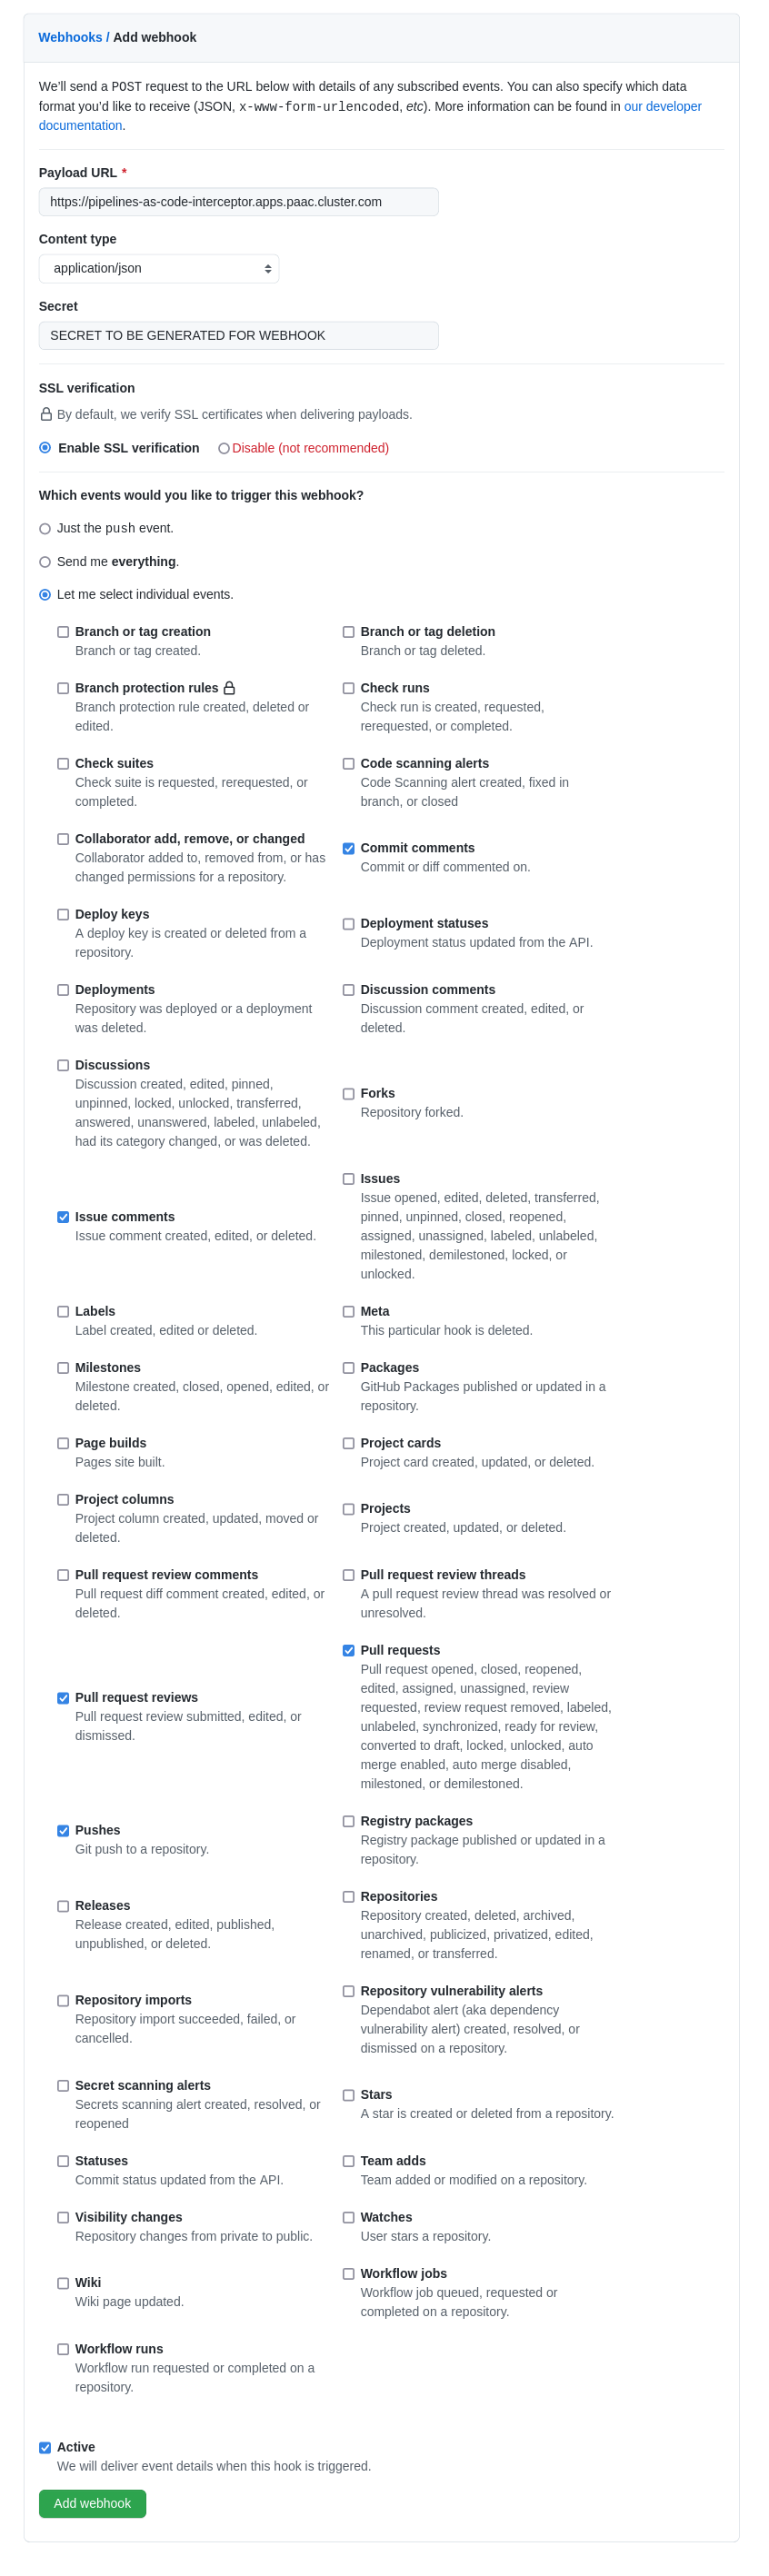 Webhooks / Add webhook
We’ll send a POST request to the URL below with details of any subscribed events. You can also specify which data
format you’d like to receive (JSON, x-www-form-urlencoded, etc). More information can be found in our developer
documentation.
Payload URL *
https://pipelines-as-code-interceptor.apps.paac.cluster.com
Content type
application/json
Secret
SECRET TO BE GENERATED FOR WEBHOOK
SSL verification
By default, we verify SSL certificates when delivering payloads.
Enable SSL verification Disable (not recommended)
Which events would you like to trigger this webhook?
Just the push event.
Send me everything.
Let me select individual events.
Branch or tag creation
Branch or tag created.
Branch or tag deletion
Branch or tag deleted.
Branch protection rules
Branch protection rule created, deleted or
edited.
Check runs
Check run is created, requested,
rerequested, or completed.
Check suites
Check suite is requested, rerequested, or
completed.
Code scanning alerts
Code Scanning alert created, fixed in
branch, or closed
Collaborator add, remove, or changed
Collaborator added to, removed from, or has
changed permissions for a repository.
Commit comments
Commit or diff commented on.
Deploy keys
A deploy key is created or deleted from a
repository.
Deployment statuses
Deployment status updated from the API.
Deployments
Repository was deployed or a deployment
was deleted.
Discussion comments
Discussion comment created, edited, or
deleted.
Discussions
Discussion created, edited, pinned,
unpinned, locked, unlocked, transferred,
answered, unanswered, labeled, unlabeled,
had its category changed, or was deleted.
Forks
Repository forked.
Issue comments
Issue comment created, edited, or deleted.
Issues
Issue opened, edited, deleted, transferred,
pinned, unpinned, closed, reopened,
assigned, unassigned, labeled, unlabeled,
milestoned, demilestoned, locked, or
unlocked.
Labels
Label created, edited or deleted.
Meta
This particular hook is deleted.
Milestones
Milestone created, closed, opened, edited, or
deleted.
Packages
GitHub Packages published or updated in a
repository.
Page builds
Pages site built.
Project cards
Project card created, updated, or deleted.
Project columns
Project column created, updated, moved or
deleted.
Projects
Project created, updated, or deleted.
Pull request review comments
Pull request diff comment created, edited, or
deleted.
Pull request review threads
A pull request review thread was resolved or
unresolved.
Pull request reviews
Pull request review submitted, edited, or
dismissed.
Pull requests
Pull request opened, closed, reopened,
edited, assigned, unassigned, review
requested, review request removed, labeled,
unlabeled, synchronized, ready for review,
converted to draft, locked, unlocked, auto
merge enabled, auto merge disabled,
milestoned, or demilestoned.
Pushes
Git push to a repository.
Registry packages
Registry package published or updated in a
repository.
Releases
Release created, edited, published,
unpublished, or deleted.
Repositories
Repository created, deleted, archived,
unarchived, publicized, privatized, edited,
renamed, or transferred.
Repository imports
Repository import succeeded, failed, or
cancelled.
Repository vulnerability alerts
Dependabot alert (aka dependency
vulnerability alert) created, resolved, or
dismissed on a repository.
Secret scanning alerts
Secrets scanning alert created, resolved, or
reopened
Stars
A star is created or deleted from a repository.
Statuses
Commit status updated from the API.
Team adds
Team added or modified on a repository.
Visibility changes
Repository changes from private to public.
Watches
User stars a repository.
Wiki
Wiki page updated.
Workflow jobs
Workflow job queued, requested or
completed on a repository.
Workflow runs
Workflow run requested or completed on a
repository.
Active
We will deliver event details when this hook is triggered.
Add webhook